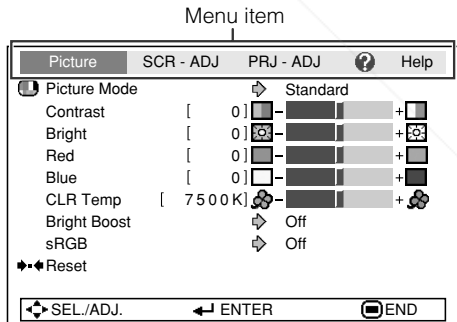 Menu item
Picture SCR - ADJ PRJ - ADJ ? Help
Picture Mode Standard
Contrast [ 0] - +
Bright [ 0] - +
Red [ 0] - +
Blue [ 0] - +
CLR Temp [ 7500K] - +
Bright Boost Off
sRGB Off
Reset
SEL./ADJ. ENTER END